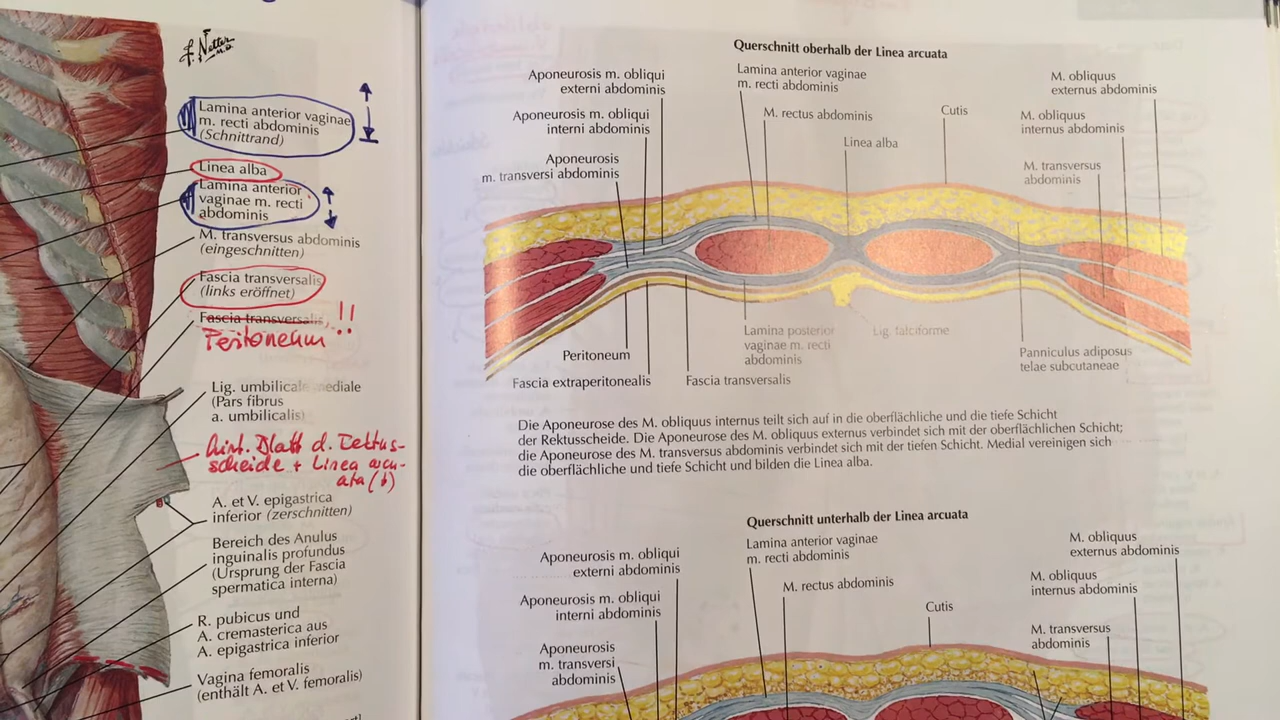 F. Netter M.D.
Lamina anterior vaginae
m. recti abdominis
(Schnittrand)
Linea alba
Lamina anterior
vaginae m. recti
abdominis
M. transversus abdominis
(eingeschnitten)
Fascia transversalis
(links eröffnet)
Fascia transversalis !!
Peritoneum
Lig. umbilicale mediale
(Pars fibrus
a. umbilicalis)
Hint. Blatt d. Rektus-
scheide + Linea arcu-
ata (b)
A. et V. epigastrica
inferior (zerschnitten)
Bereich des Anulus
inguinalis profundus
(Ursprung der Fascia
spermatica interna)
R. pubicus und
A. cremasterica aus
A. epigastrica inferior
Vagina femoralis
(enthält A. et V. femoralis)
Querschnitt oberhalb der Linea arcuata
Aponeurosis m. obliqui
externi abdominis
Aponeurosis m. obliqui
interni abdominis
Aponeurosis
m. transversi abdominis
Lamina anterior vaginae
m. recti abdominis
M. rectus abdominis
Linea alba
Cutis
M. obliquus
externus abdominis
M. obliquus
internus abdominis
M. transversus
abdominis
Peritoneum
Fascia extraperitonealis
Fascia transversalis
Lamina posterior
vaginae m. recti
abdominis
Lig. falciforme
Panniculus adiposus
telae subcutaneae
Die Aponeurose des M. obliquus internus teilt sich auf in die oberflächliche und die tiefe Schicht
der Rektusscheide. Die Aponeurose des M. obliquus externus verbindet sich mit der oberflächlichen Schicht;
die Aponeurose des M. transversus abdominis verbindet sich mit der tiefen Schicht. Medial vereinigen sich
die oberflächliche und tiefe Schicht und bilden die Linea alba.
Querschnitt unterhalb der Linea arcuata
Aponeurosis m. obliqui
externi abdominis
Aponeurosis m. obliqui
interni abdominis
Aponeurosis
m. transversi
abdominis
Lamina anterior vaginae
m. recti abdominis
M. rectus abdominis
Cutis
M. obliquus
externus abdominis
M. obliquus
internus abdominis
M. transversus
abdominis